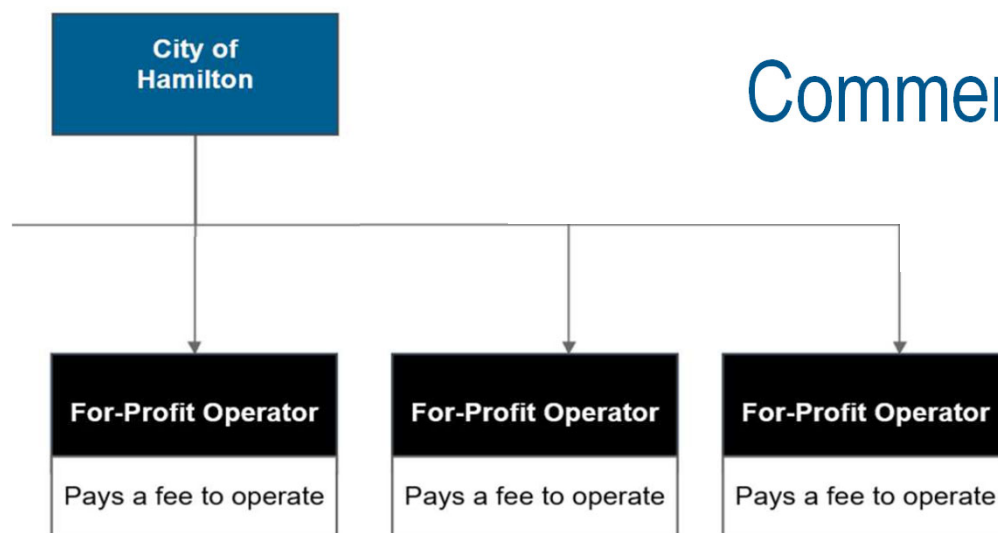 City of
Hamilton
Commer
For-Profit Operator
For-Profit Operator
For-Profit Operator
Pays a fee to operate
Pays a fee to operate
Pays a fee to operate